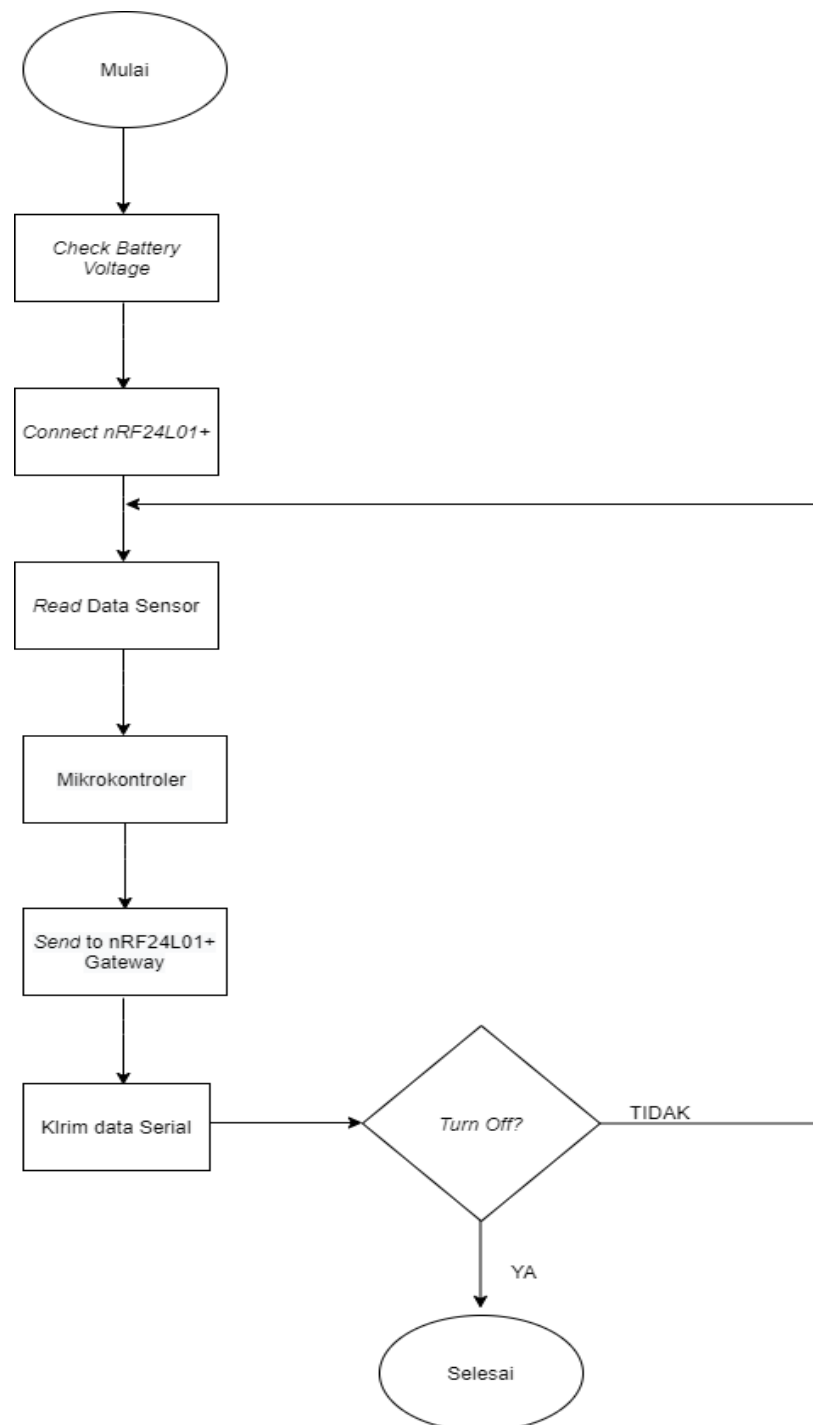 Mulai
Check Battery
Voltage
Connect nRF24L01+
Read Data Sensor
Mikrokontroler
Send to nRF24L01+
Gateway
KIrim data Serial
Turn Off?
TIDAK
YA
Selesai